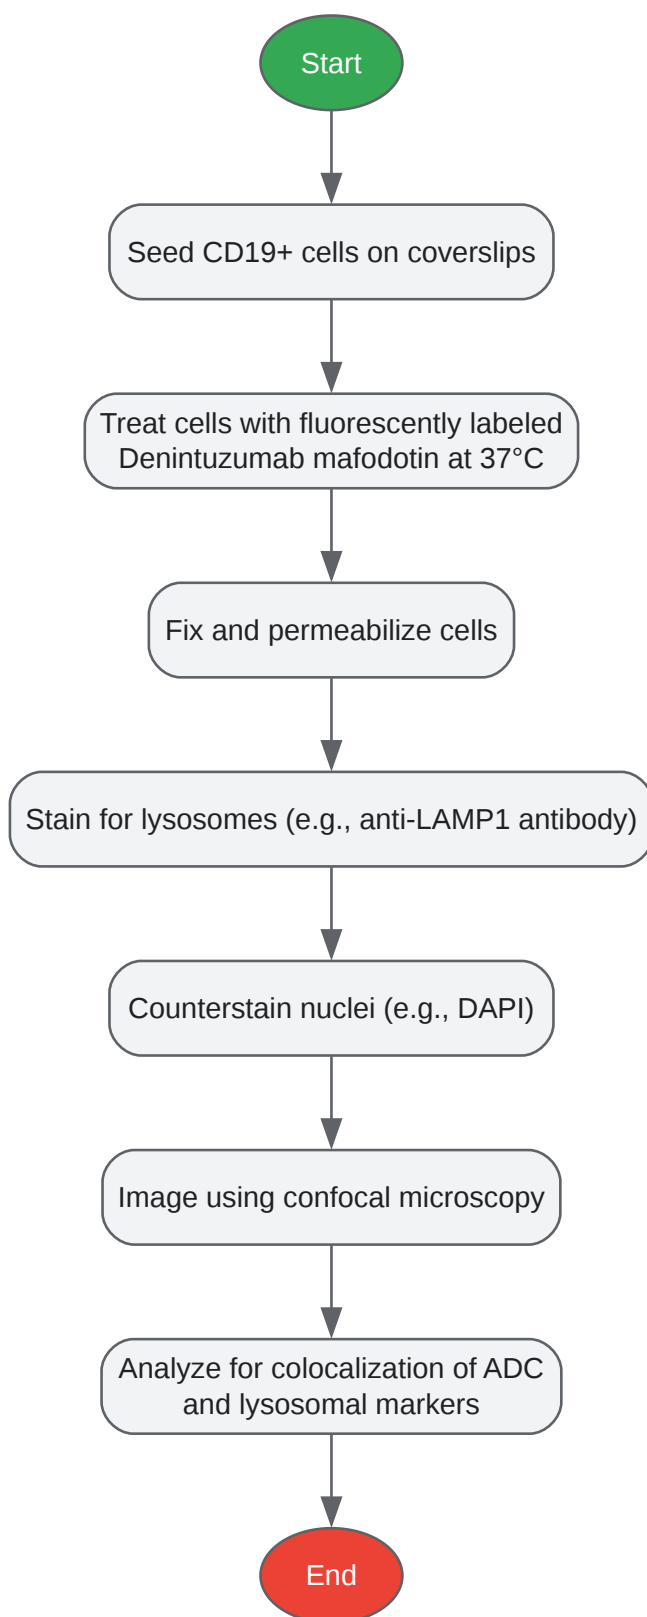 Start
Seed CD19+ cells on coverslips
Treat cells with fluorescently labeled
Denintuzumab mafodotin at 37°C
Fix and permeabilize cells
Stain for lysosomes (e.g., anti-LAMP1 antibody)
Counterstain nuclei (e.g., DAPI)
Image using confocal microscopy
Analyze for colocalization of ADC
and lysosomal markers
End